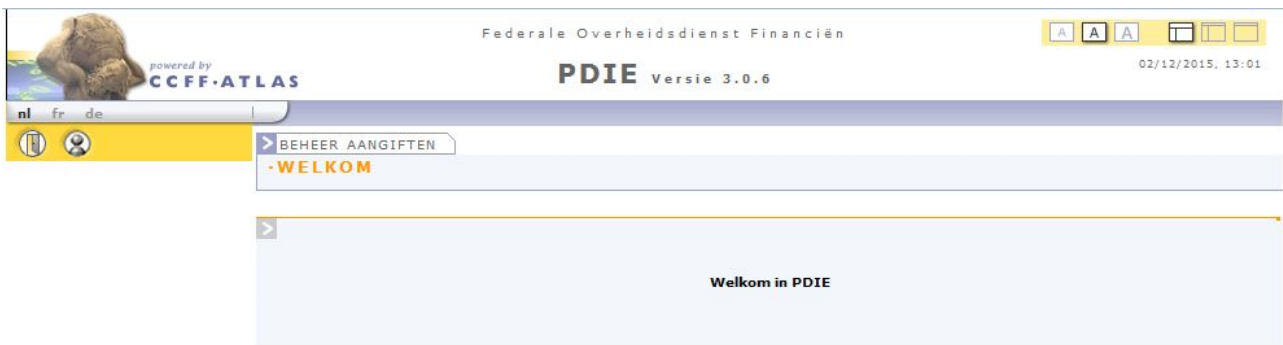 Federale Overheidsdienst Financiën
A A A
powered by
CCFF-ATLAS
PDIE Versie 3.0.6
02/12/2015, 13:01
nl fr de
BEHEER AANGIFTEN
·WELKOM
Welkom in PDIE